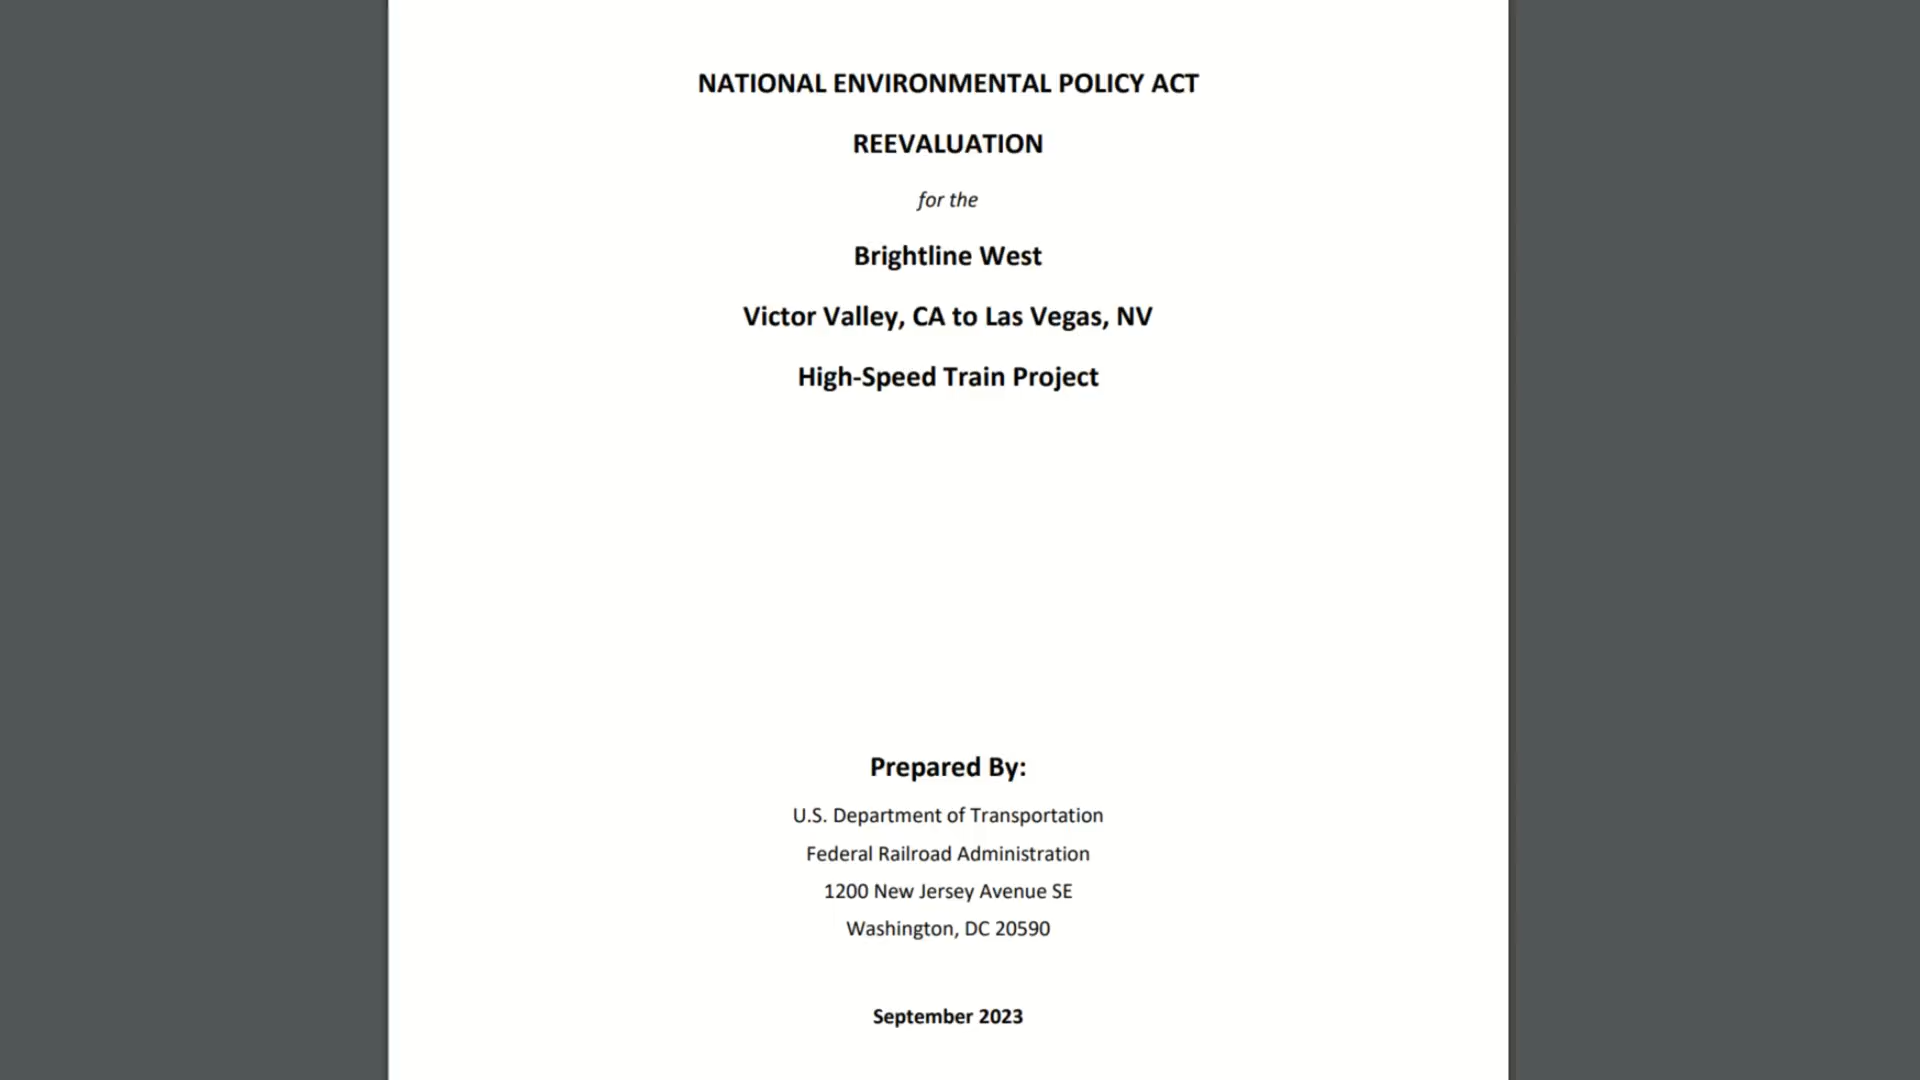 NATIONAL ENVIRONMENTAL POLICY ACT
REEVALUATION
for the
Brightline West
Victor Valley, CA to Las Vegas, NV
High-Speed Train Project
Prepared By:
U.S. Department of Transportation
Federal Railroad Administration
1200 New Jersey Avenue SE
Washington, DC 20590
September 2023